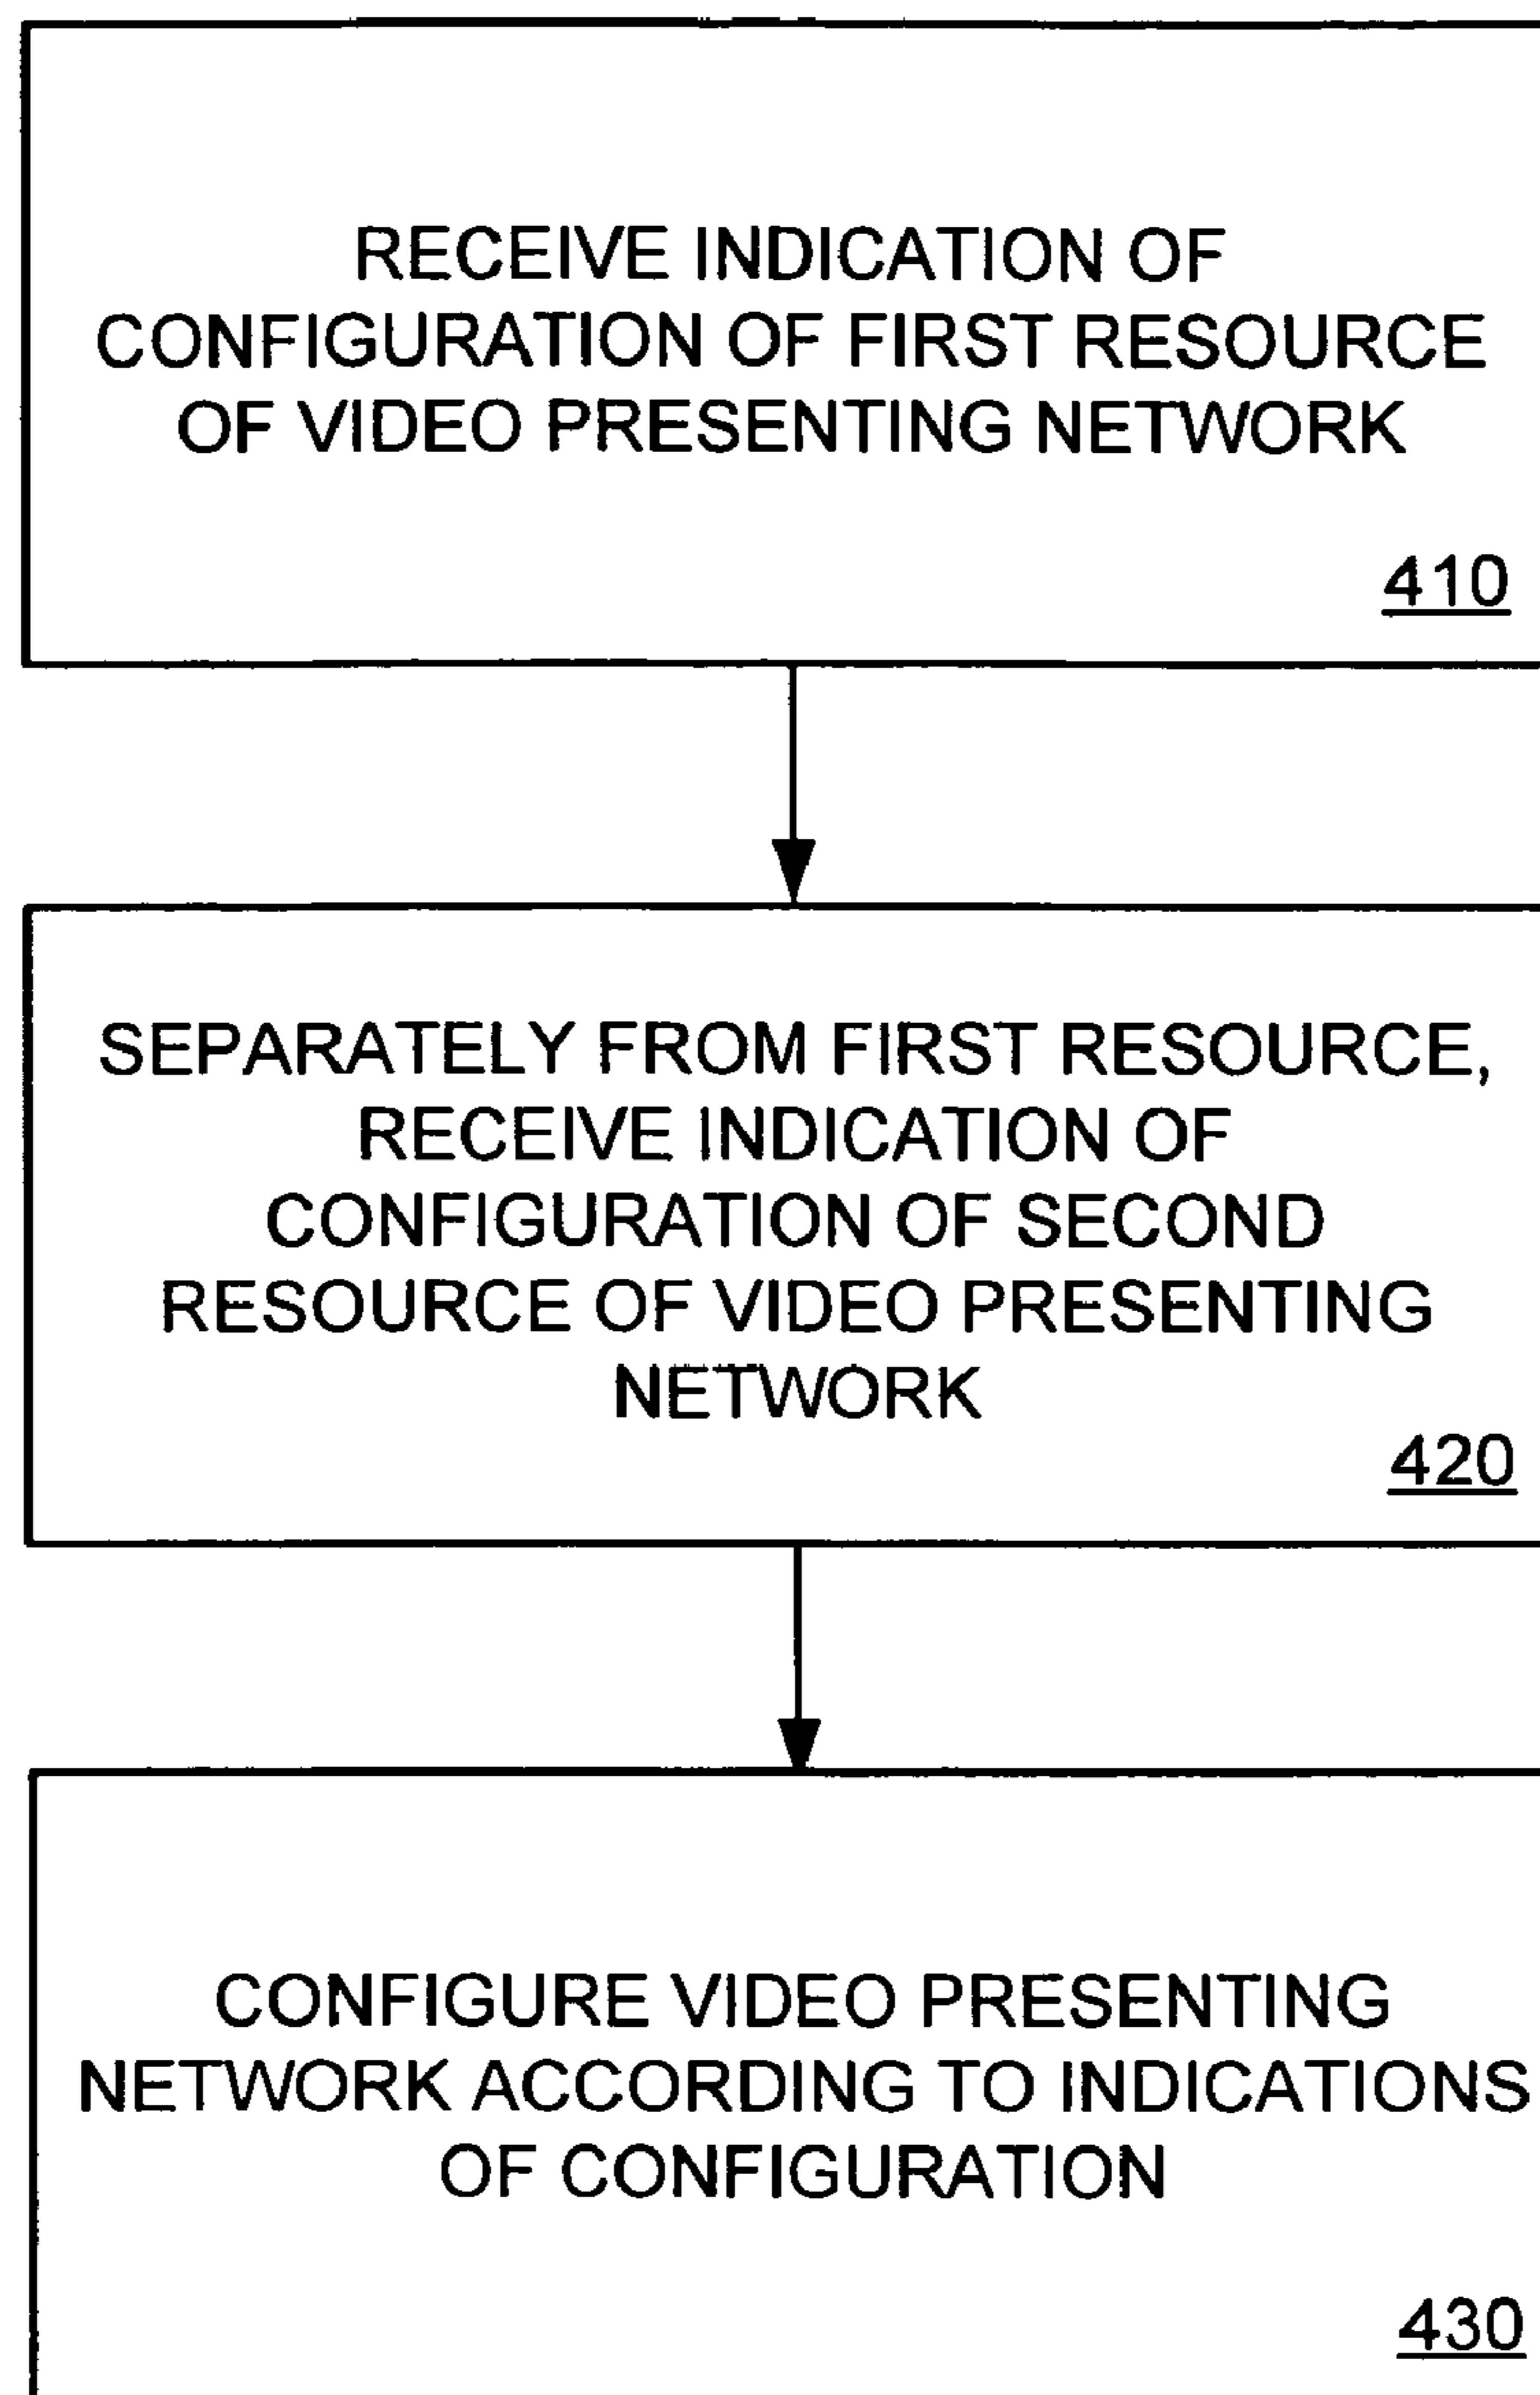 RECEIVE INDICATION OF
CONFIGURATION OF FIRST RESOURCE
OF VIDEO PRESENTING NETWORK
410
SEPARATELY FROM FIRST RESOURCE,
RECEIVE INDICATION OF
CONFIGURATION OF SECOND
RESOURCE OF VIDEO PRESENTING
NETWORK
420
CONFIGURE VIDEO PRESENTING
NETWORK ACCORDING TO INDICATIONS
OF CONFIGURATION
430